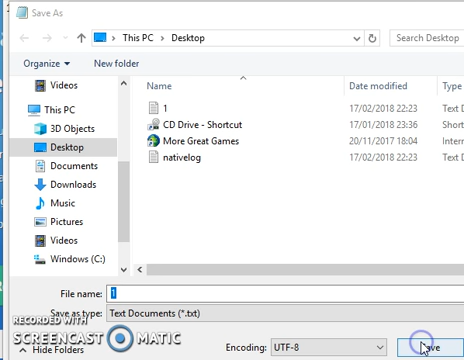 Save As
This PC > Desktop
Search Desktop
Organize New folder
Name Date modified Type
Videos
This PC
3D Objects
Desktop
Documents
Downloads
Music
Pictures
Videos
Windows (C:)
1 17/02/2018 22:23 Text D
CD Drive - Shortcut 17/01/2018 23:36 Short
More Great Games 20/11/2017 18:04 Intern
nativelog 17/02/2018 22:23 Text D
File name: 1
Save as type: Text Documents (*.txt)
RECORDED WITH
SCREENCAST MATIC
Hide Folders Encoding: UTF-8 Save